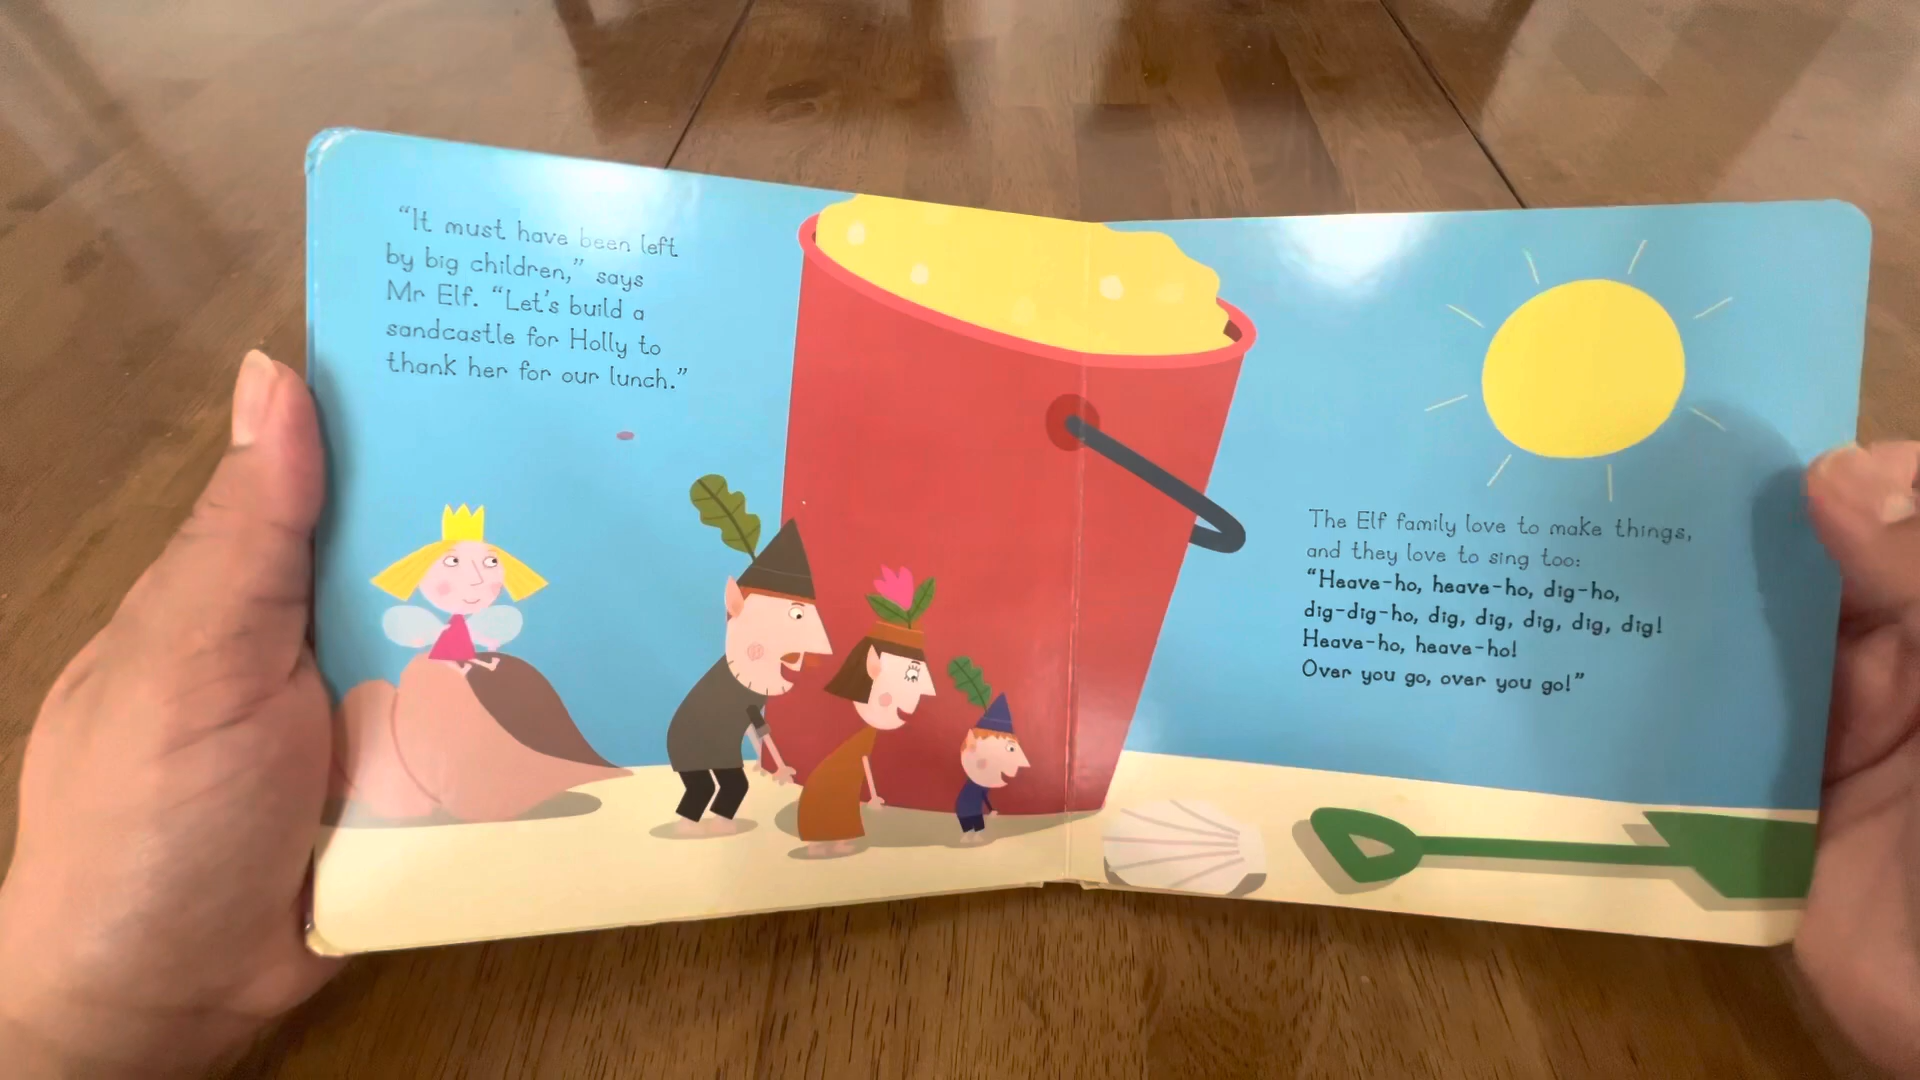 “It must have been left
by big children,” says
Mr Elf. “Let’s build a
sandcastle for Holly to
thank her for our lunch.”
The Elf family love to make things,
and they love to sing too:
“Heave-ho, heave-ho, dig-ho,
dig-dig-ho, dig, dig, dig, dig, dig!
Heave-ho, heave-ho!
Over you go, over you go!”